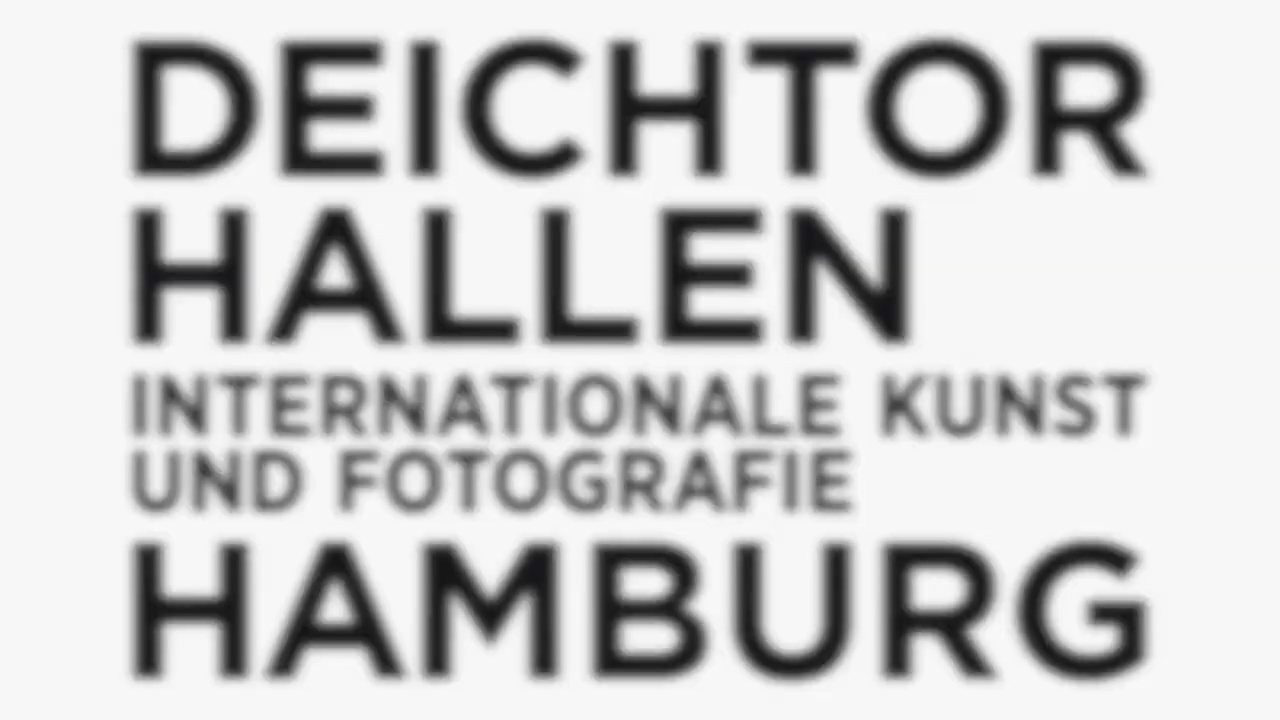 DEICHTOR
HALLEN
INTERNATIONALE KUNST
UND FOTOGRAFIE
HAMBURG